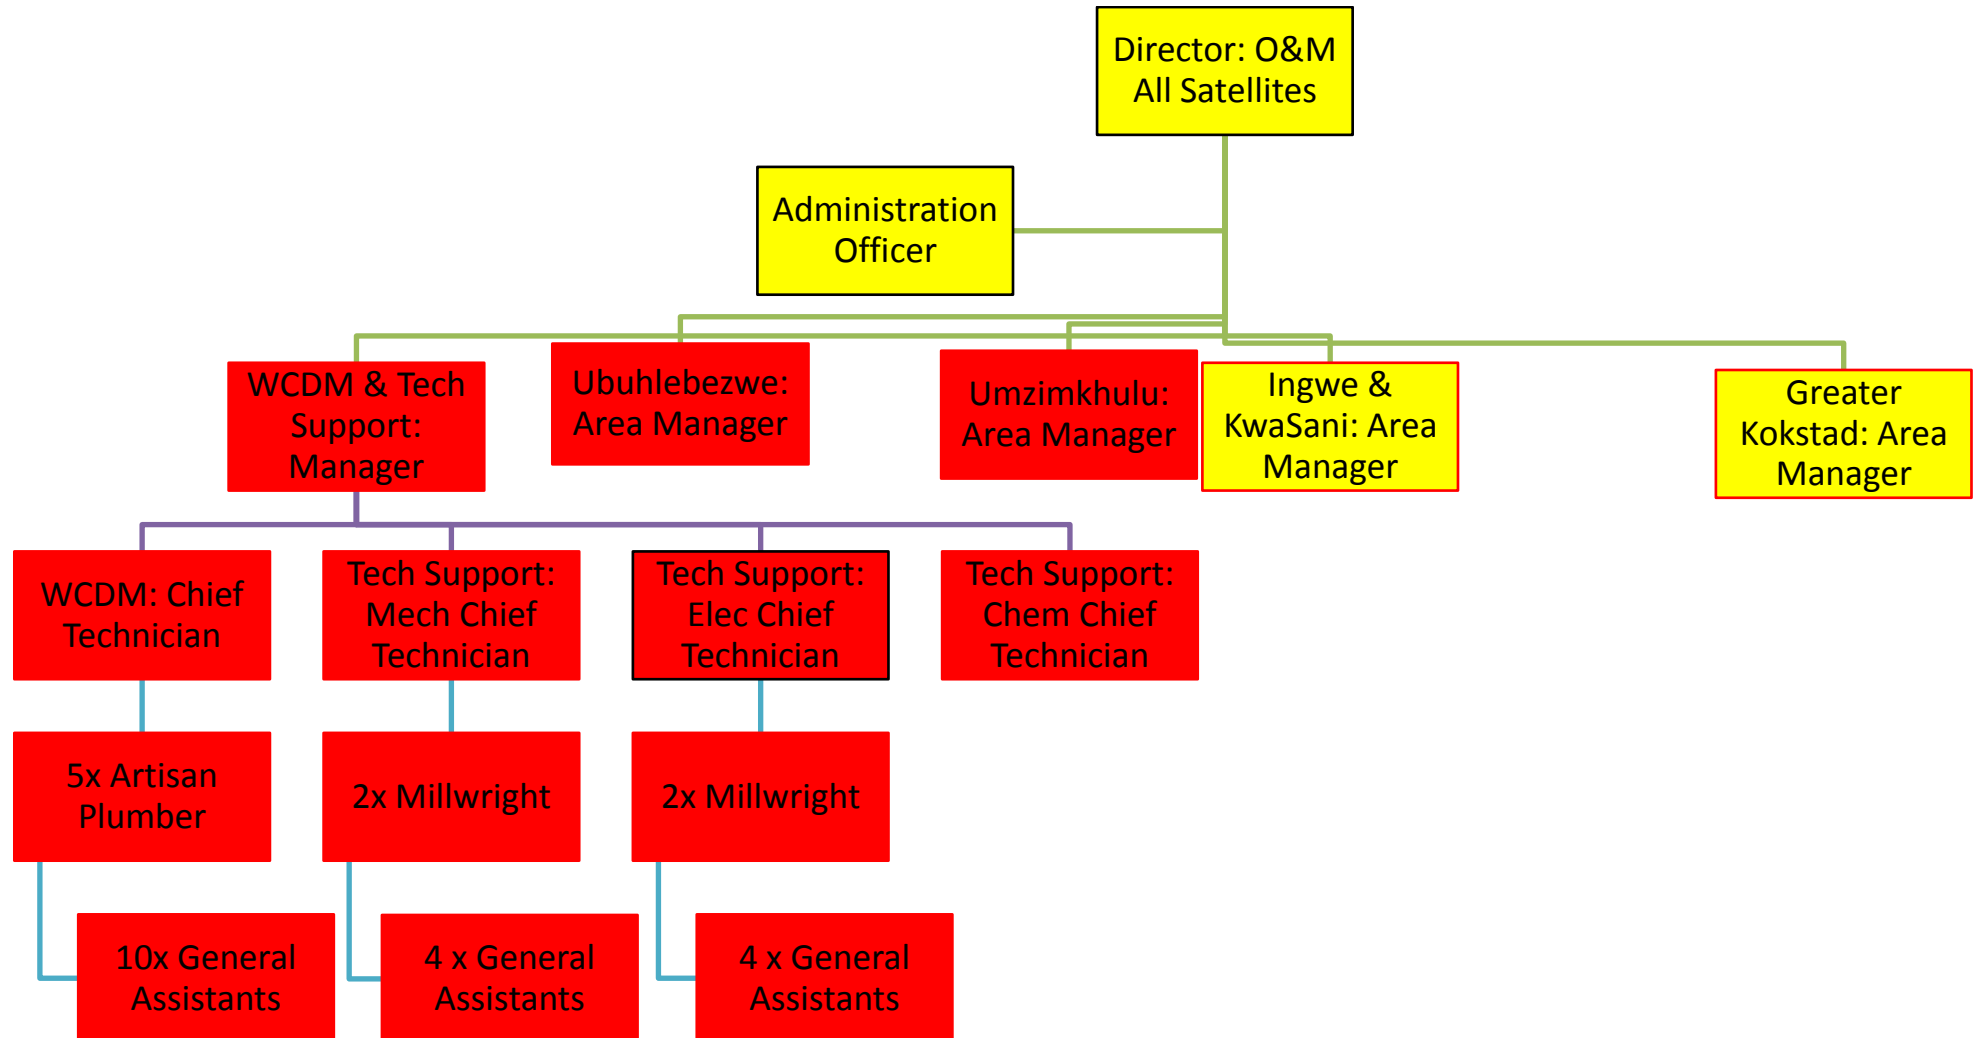 Director: O&M
All Satellites
Administration
Officer
WCDM & Tech
Support:
Manager
Ubuhlebezwe:
Area Manager
Umzimkhulu:
Area Manager
Ingwe &
KwaSani: Area
Manager
Greater
Kokstad: Area
Manager
WCDM: Chief
Technician
Tech Support:
Mech Chief
Technician
Tech Support:
Elec Chief
Technician
Tech Support:
Chem Chief
Technician
5x Artisan
Plumber
2x Millwright
2x Millwright
10x General
Assistants
4 x General
Assistants
4 x General
Assistants